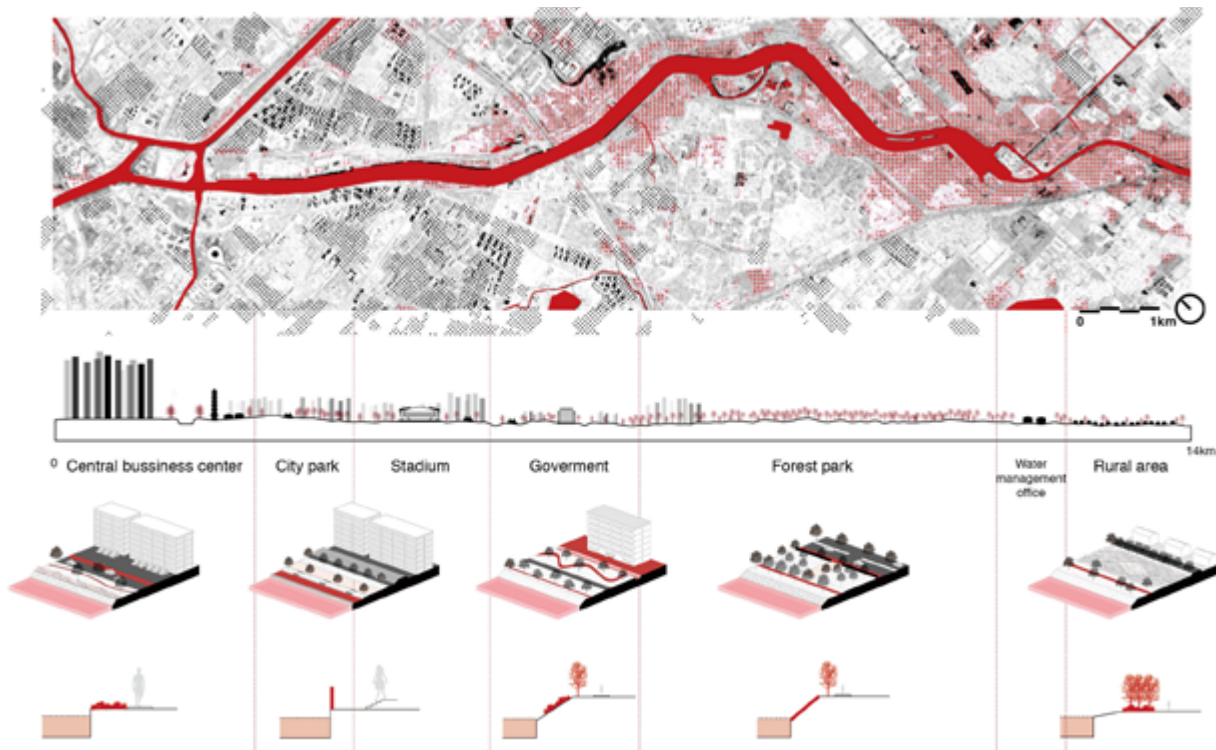 0 1km
0 14km
Central bussiness center City park Stadium Goverment Forest park Water management office Rural area